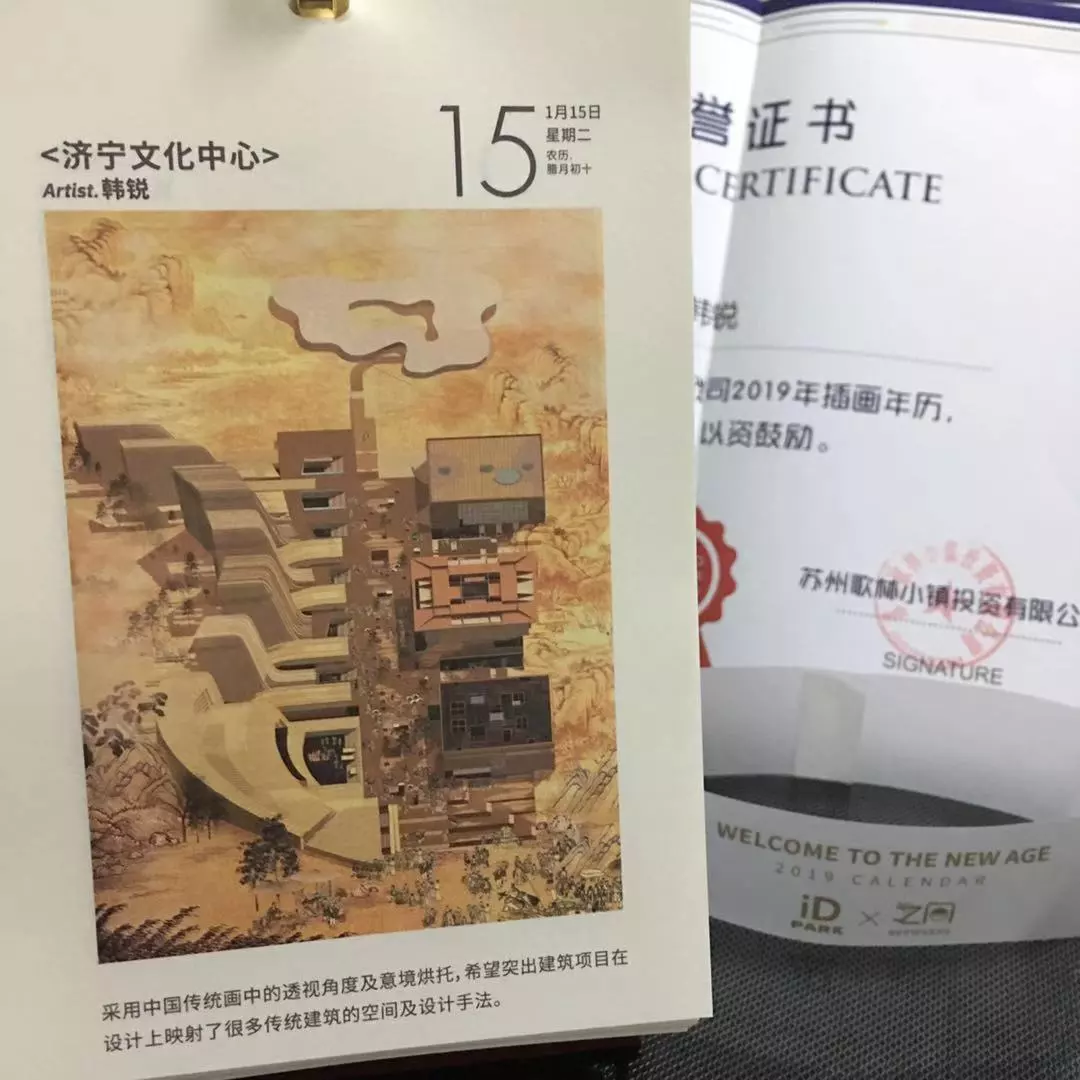 <济宁文化中心>
Artist.韩锐
15
1月15日
星期二
农历.
腊月初十
采用中国传统画中的透视角度及意境烘托,希望突出建筑项目在
设计上映射了很多传统建筑的空间及设计手法。
誉证书
CERTIFICATE
韩锐
公司2019年插画年历,
以资鼓励。
苏州歌林小镇投资有限公
SIGNATURE
WELCOME TO THE NEW AGE
2019 CALENDAR
iD
PARK
×
之间